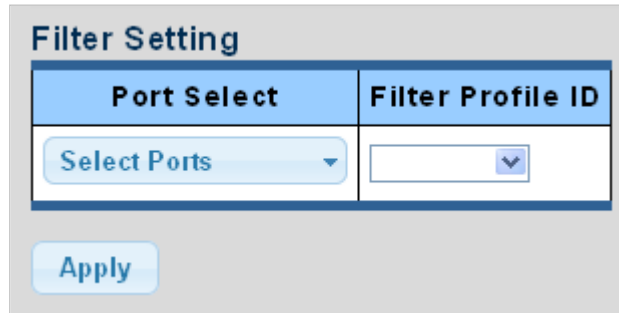 Filter Setting
Port Select Filter Profile ID
Select Ports
Apply